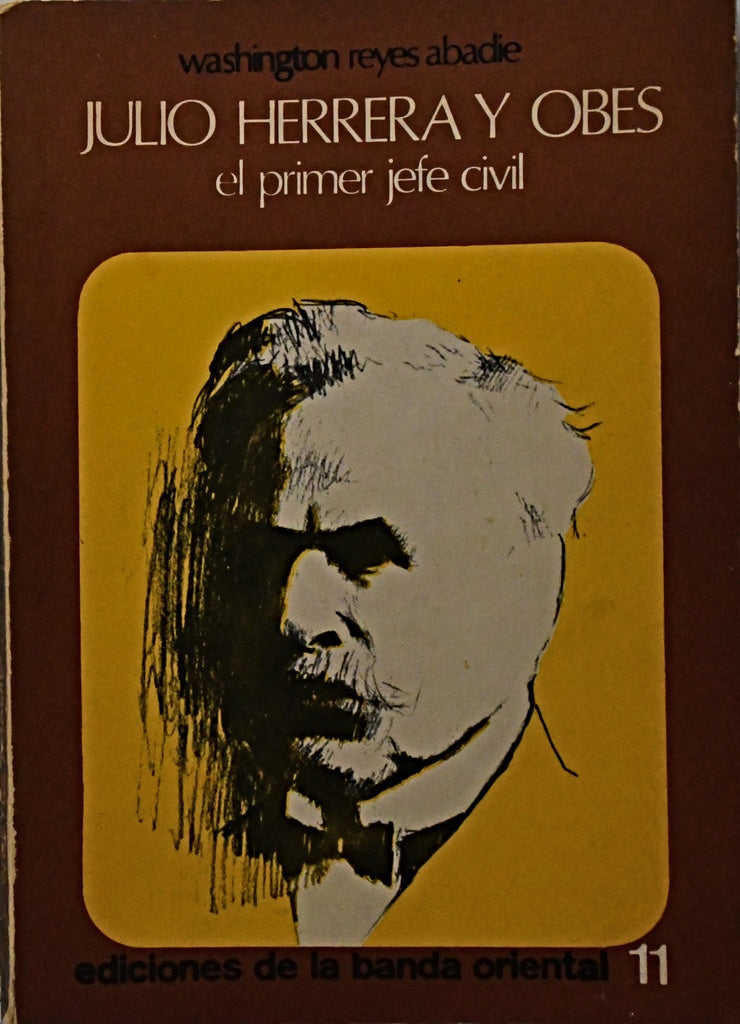 washington reyes abadie
JULIO HERRERA Y OBES
el primer jefe civil
ediciones de la banda oriental 11